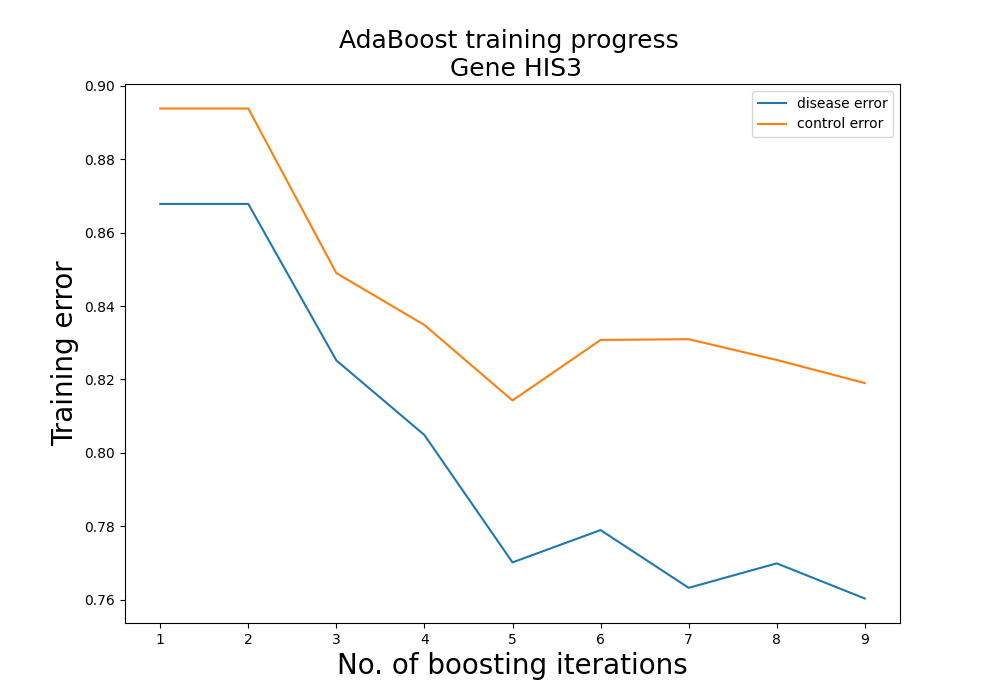 AdaBoost training progress
Gene HIS3
disease error
control error
Training error
0.90
0.88
0.86
0.84
0.82
0.80
0.78
0.76
1 2 3 4 5 6 7 8 9
No. of boosting iterations